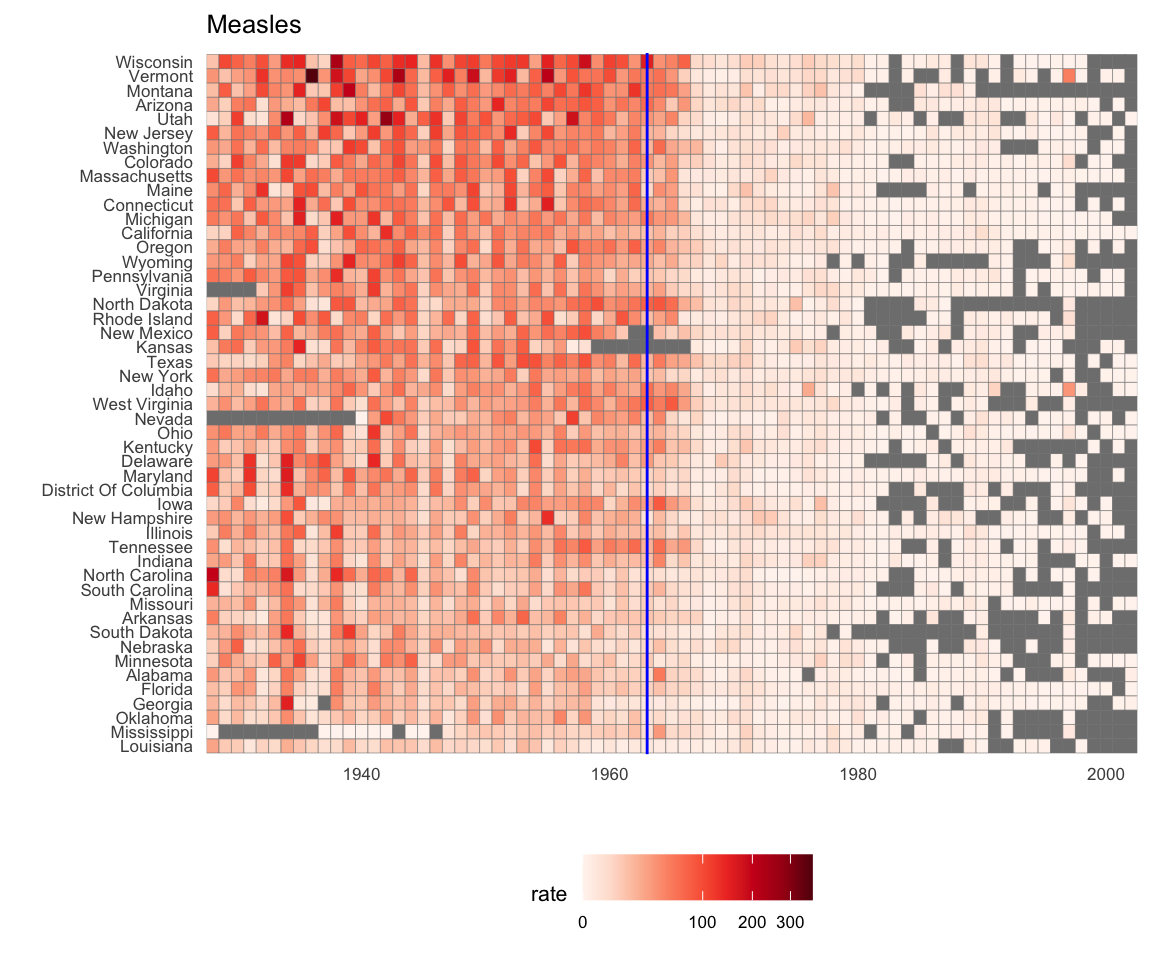 Measles
Wisconsin
Vermont
Montana
Arizona
Utah
New Jersey
Washington
Colorado
Massachusetts
Maine
Connecticut
Michigan
California
Oregon
Wyoming
Pennsylvania
Virginia
North Dakota
Rhode Island
New Mexico
Kansas
Texas
New York
Idaho
West Virginia
Nevada
Ohio
Kentucky
Delaware
Maryland
District Of Columbia
Iowa
New Hampshire
Illinois
Tennessee
Indiana
North Carolina
South Carolina
Missouri
Arkansas
South Dakota
Nebraska
Minnesota
Alabama
Florida
Georgia
Oklahoma
Mississippi
Louisiana
1940 1960 1980 2000
rate
0 100 200 300